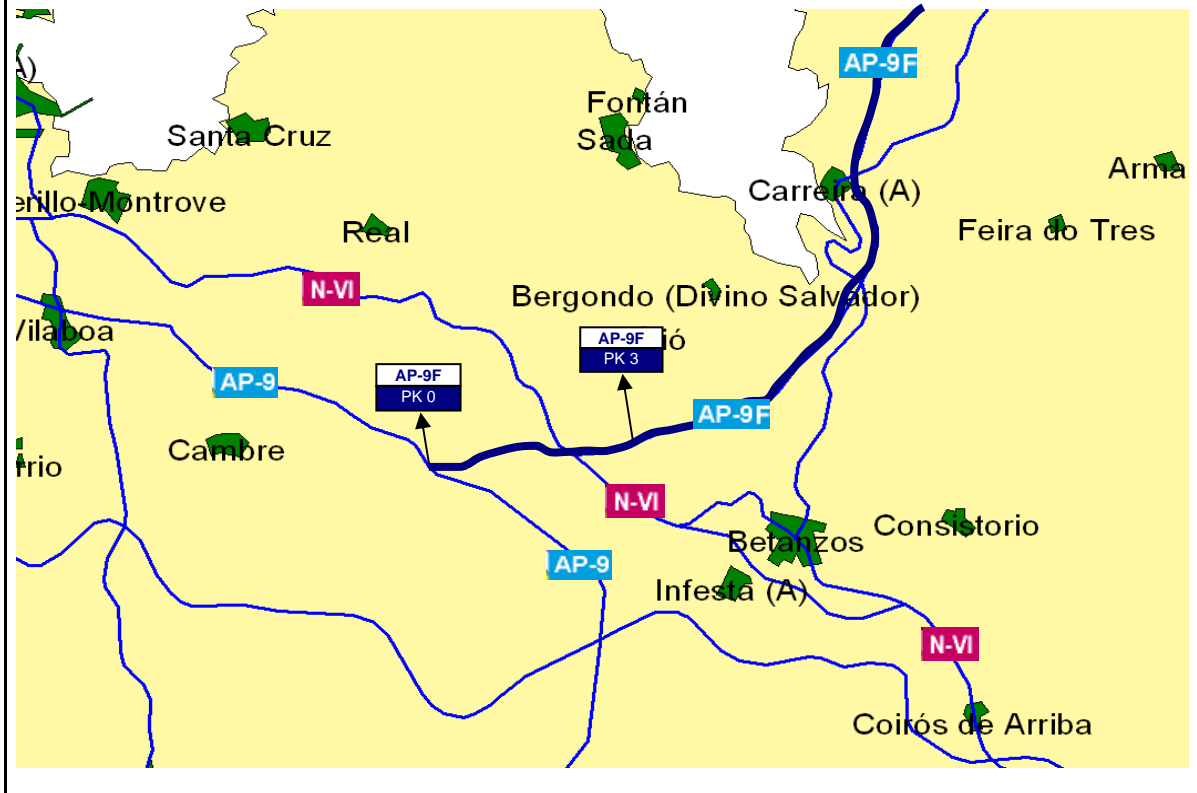 AP-9F
A)
Fontán
Santa Cruz
Sada
Arma
Carreira (A)
erillo-Montrove
Real
Feira do Tres
N-VI
Bergondo (Divino Salvador)
Vilaboa
AP-9F
PK 3
ió
AP-9F
PK 0
AP-9
AP-9F
Cambre
rrio
N-VI
Consistorio
Betanzos
AP-9
Infesta (A)
N-VI
Coirós de Arriba